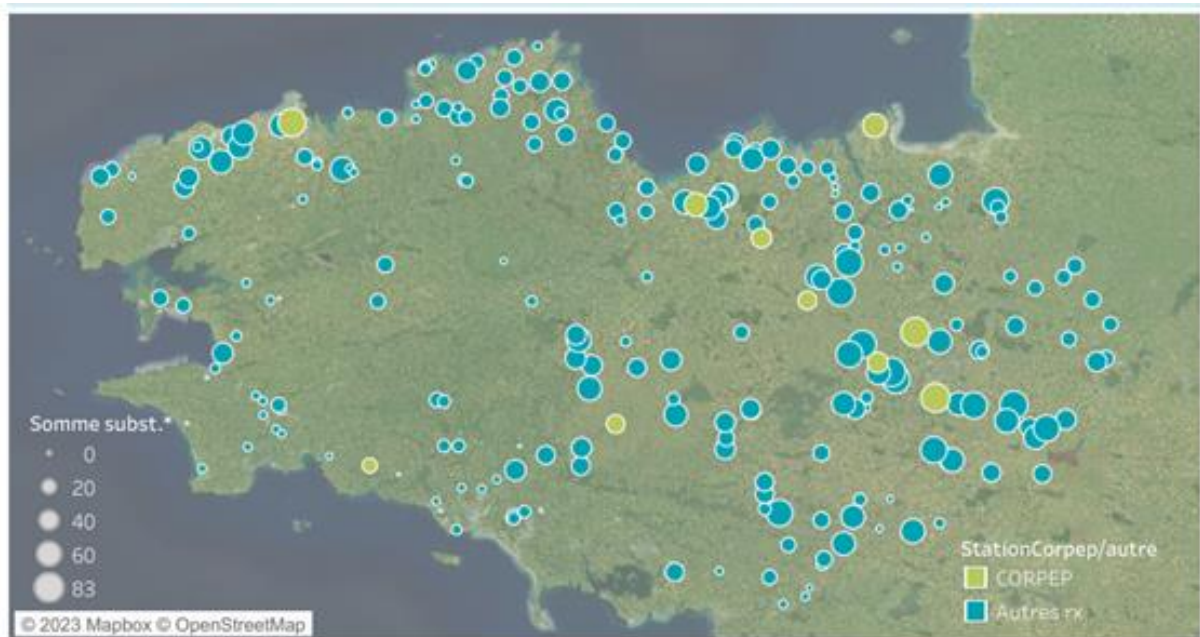 Somme subst.*
0
20
40
60
83
StationCorpep/autre
CORPEP
Autres rx
© 2023 Mapbox © OpenStreetMap